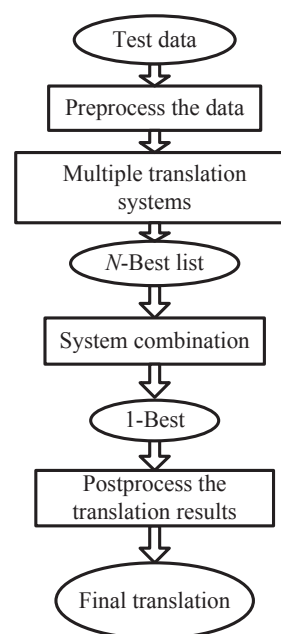 Test data
Preprocess the data
Multiple translation
systems
N-Best list
System combination
1-Best
Postprocess the
translation results
Final translation